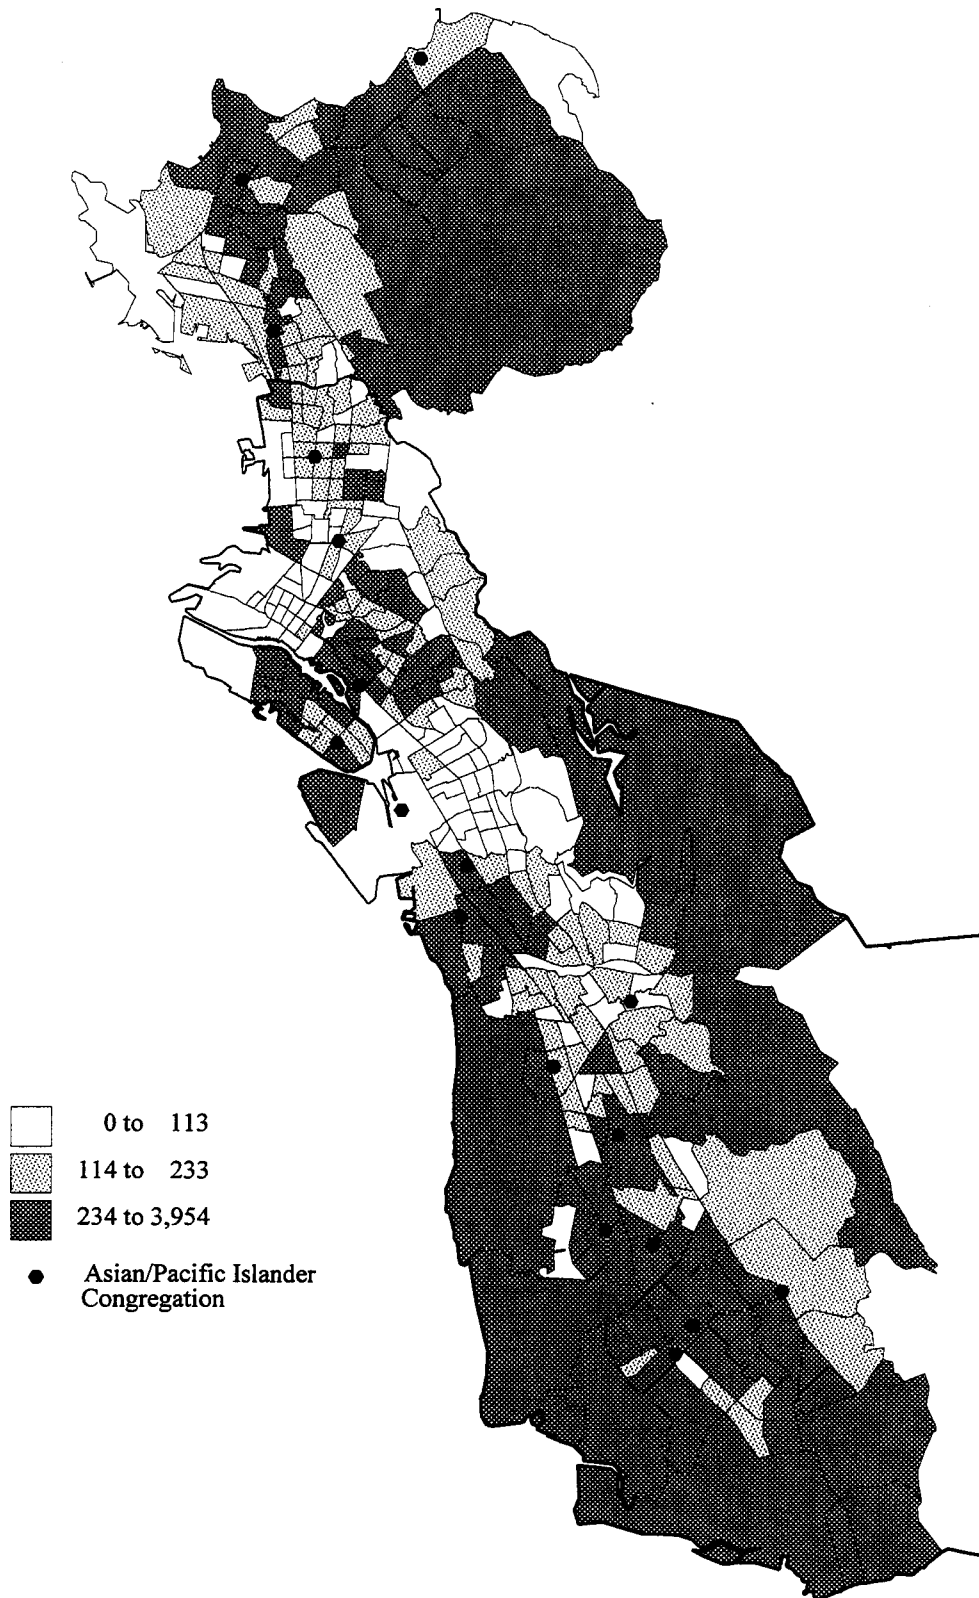 0 to 113
114 to 233
234 to 3,954
Asian/Pacific Islander
Congregation